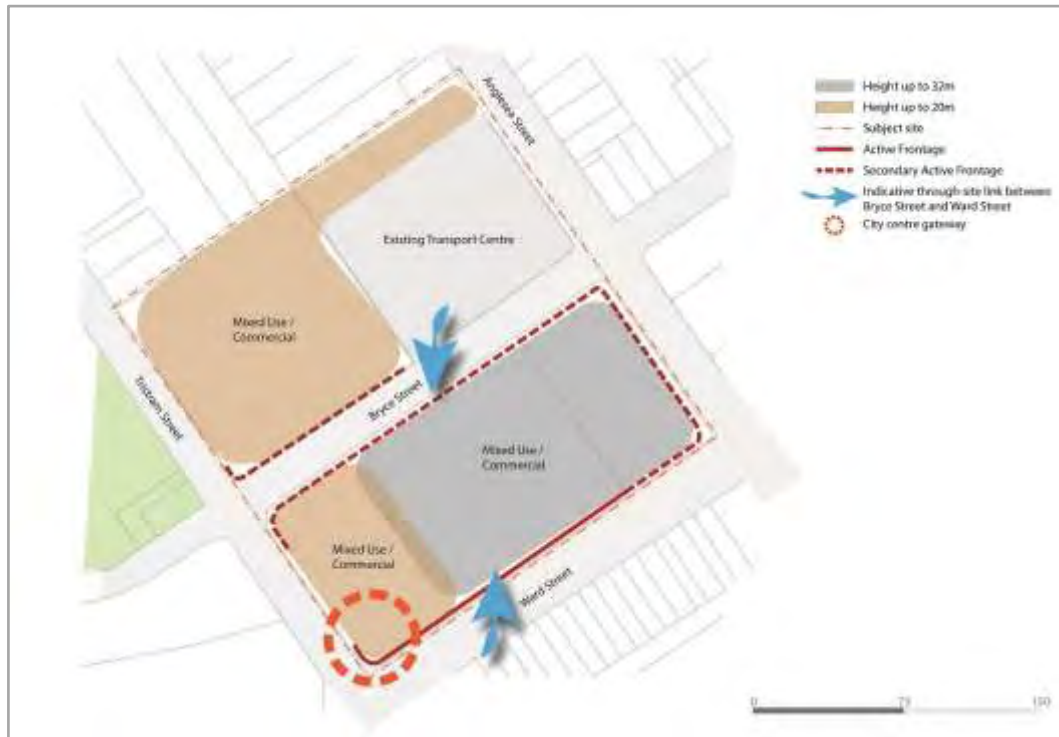 Anglesea Street
Height up to 32m
Height up to 20m
Subject site
Active Frontage
Secondary Active Frontage
Indicative through-site link between
Bryce Street and Ward Street
City centre gateway
Existing Transport Centre
Mixed Use /
Commercial
Tristram Street
Bryce Street
Mixed Use /
Commercial
Mixed Use /
Commercial
Ward Street
0 75 150